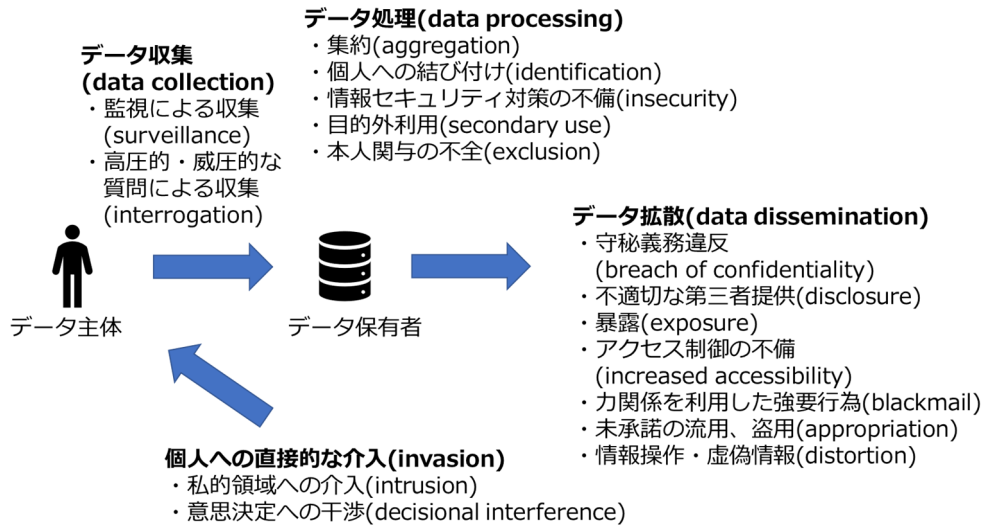 データ処理(data processing)
・集約(aggregation)
・個人への結び付け(identification)
・情報セキュリティ対策の不備(insecurity)
・目的外利用(secondary use)
・本人関与の不全(exclusion)
データ収集
(data collection)
・監視による収集
(surveillance)
・高圧的・威圧的な
質問による収集
(interrogation)
データ主体
データ保有者
データ拡散(data dissemination)
・守秘義務違反
(breach of confidentiality)
・不適切な第三者提供(disclosure)
・暴露(exposure)
・アクセス制御の不備
(increased accessibility)
・力関係を利用した強要行為(blackmail)
・未承諾の流用、盗用(appropriation)
・情報操作・虚偽情報(distortion)
個人への直接的な介入(invasion)
・私的領域への介入(intrusion)
・意思決定への干渉(decisional interference)